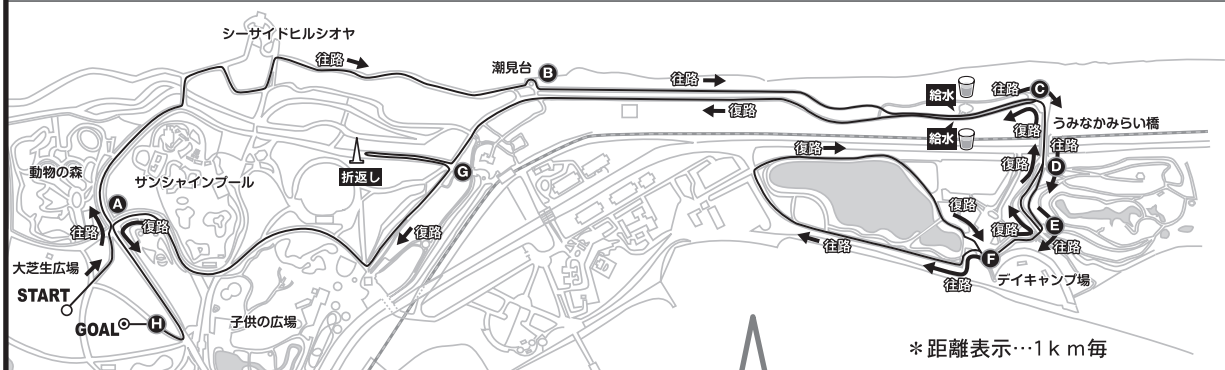 シーサイドヒルシオヤ
往路
潮見台
B
往路
給水
往路
C
復路
うみなかみらい橋
給水
復路
往路
D
動物の森
サンシャインプール
折返し
G
復路
復路
A
復路
往路
復路
復路
復路
E
往路
往路
大芝生広場
F
往路
デイキャンプ場
START
GOAL
H
子供の広場
*距離表示…1km毎